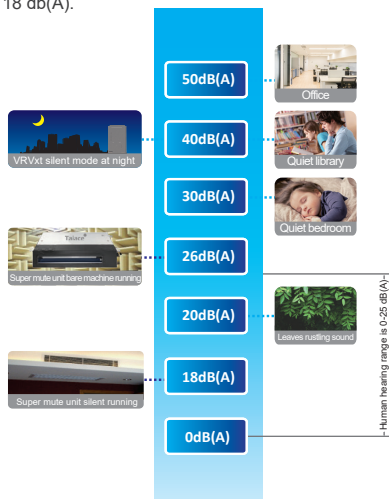 18 db(A).
50dB(A)
Office
40dB(A)
VRVxt silent mode at night
Quiet library
30dB(A)
Quiet bedroom
26dB(A)
Super mute unit bare machine running
20dB(A)
Leaves rustling sound
18dB(A)
Super mute unit silent running
0dB(A)
Human hearing range is 0-25 dB(A)